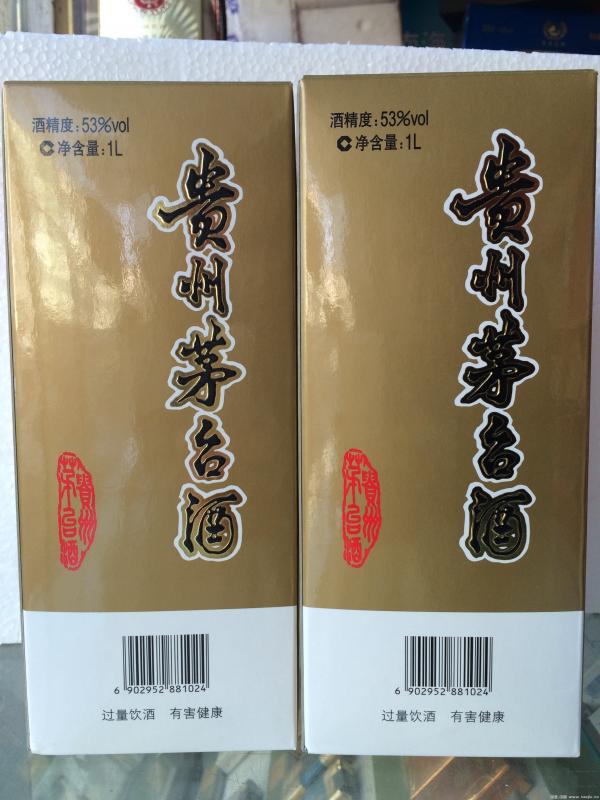 酒精度:53%vol
净含量:1L
贵州茅台酒
貴州
茅台酒
6 902952 881024
过量饮酒 有害健康
酒精度:53%vol
净含量:1L
贵州茅台酒
貴州
茅台酒
6 902952 881024
过量饮酒 有害健康